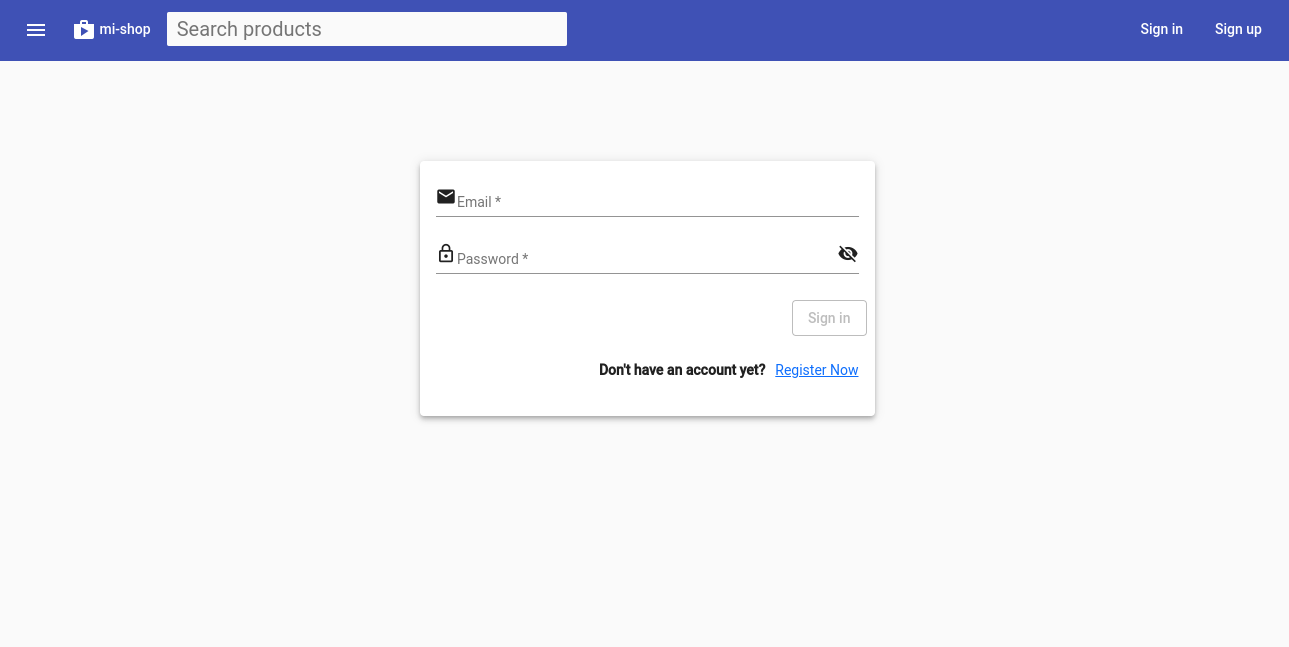 mi-shop Search products Sign in Sign up
Email *
Password *
Sign in
Don't have an account yet? Register Now